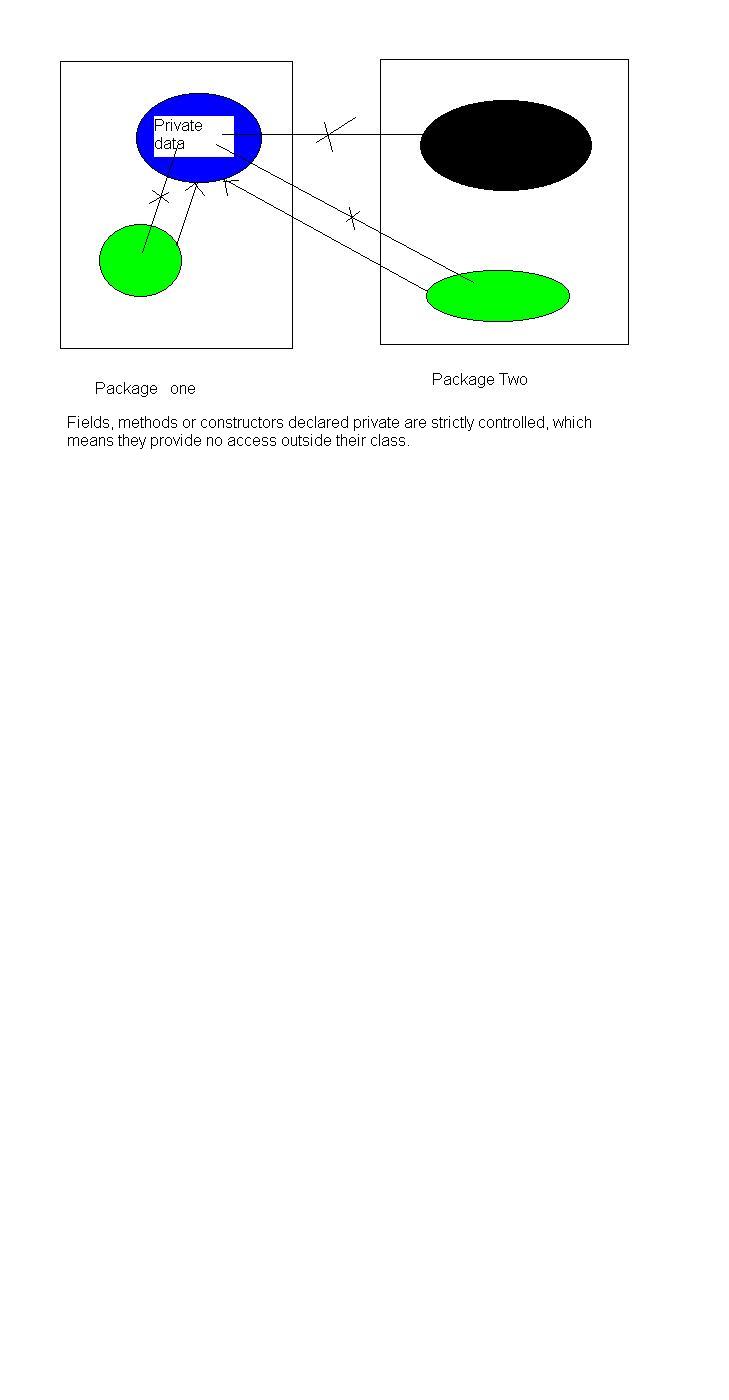 Private
data
Package one
Package Two
Fields, methods or constructors declared private are strictly controlled, which
means they provide no access outside their class.